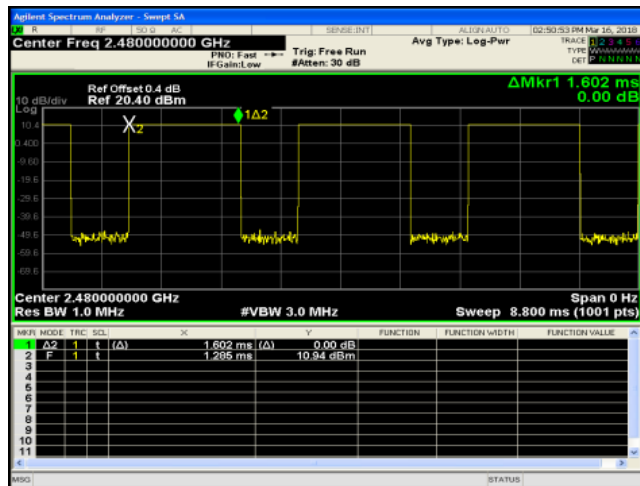 Agilent Spectrum Analyzer - Swept SA
R RF 50 Ω AC SENSE:INT ALIGN AUTO 02:50:53 PM Mar 16, 2018
Center Freq 2.480000000 GHz Avg Type: Log-Pwr TRACE 1 2 3 4 5 6
PNO: Fast Trig: Free Run TYPE
IFGain:Low #Atten: 30 dB DET P N N N N N
Ref Offset 0.4 dB ΔMkr1 1.602 ms
10 dB/div Ref 20.40 dBm 0.00 dB
Log
10.4
0.400
-9.60
-19.6
-29.6
-39.6
-49.6
-59.6
-69.6
X2
1Δ2
Center 2.480000000 GHz Span 0 Hz
Res BW 1.0 MHz #VBW 3.0 MHz Sweep 8.800 ms (1001 pts)
MKR MODE TRC SCL X Y FUNCTION FUNCTION WIDTH FUNCTION VALUE
1 Δ2 1 t (Δ) 1.602 ms (Δ) 0.00 dB
2 F 1 t 1.285 ms 10.94 dBm
3
4
5
6
7
8
9
10
11
MSG STATUS